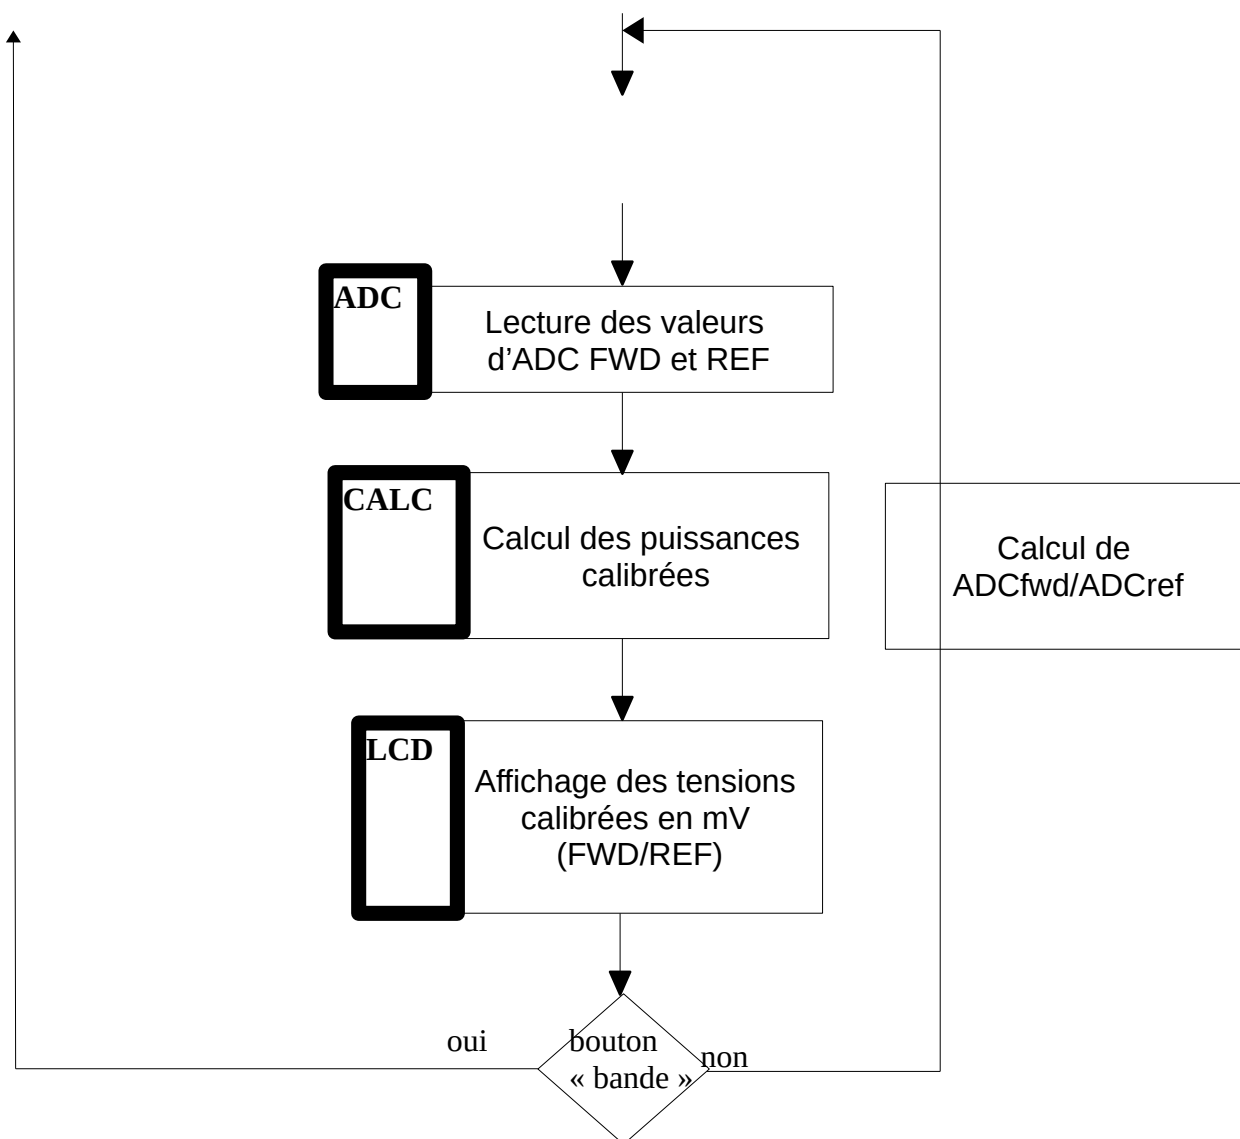 ADC
Lecture des valeurs
d’ADC FWD et REF
CALC
Calcul des puissances
calibrées
Calcul de
ADCfwd/ADCref
LCD
Affichage des tensions
calibrées en mV
(FWD/REF)
oui
bouton
« bande »
non